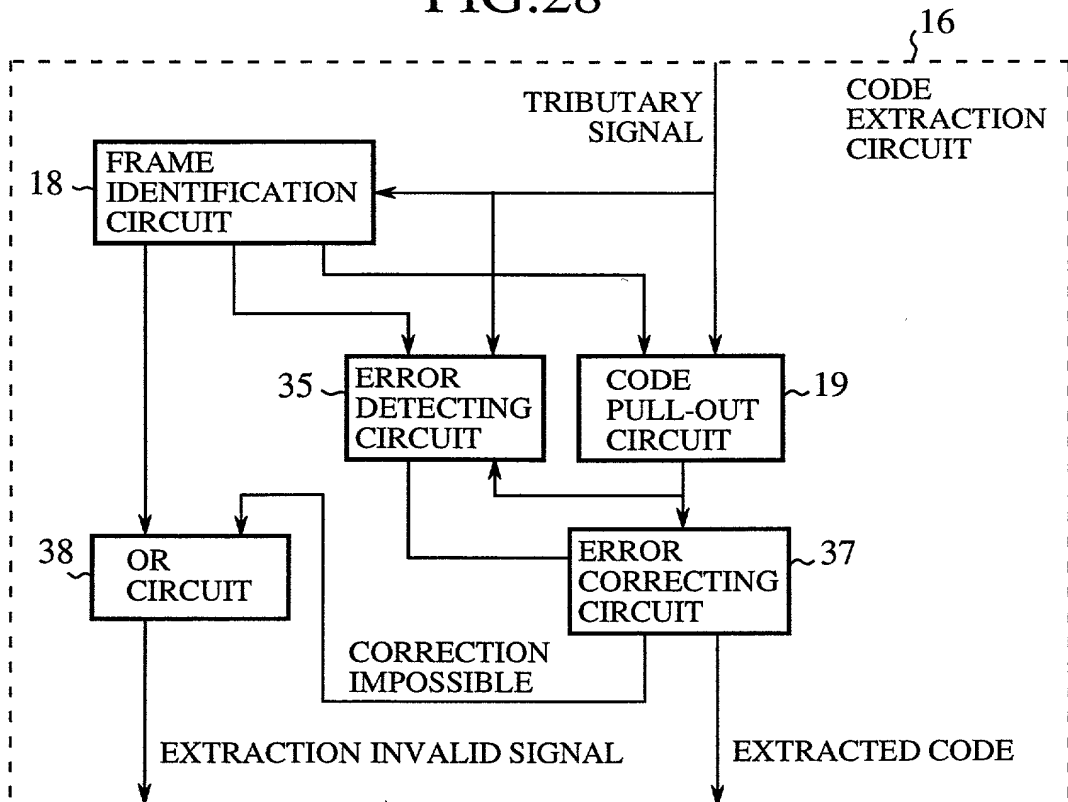 FIG.28
16
TRIBUTARY
SIGNAL
CODE
EXTRACTION
CIRCUIT
18
FRAME
IDENTIFICATION
CIRCUIT
35
ERROR
DETECTING
CIRCUIT
CODE
PULL-OUT
CIRCUIT
19
38
OR
CIRCUIT
ERROR
CORRECTING
CIRCUIT
37
CORRECTION
IMPOSSIBLE
EXTRACTION INVALID SIGNAL
EXTRACTED CODE